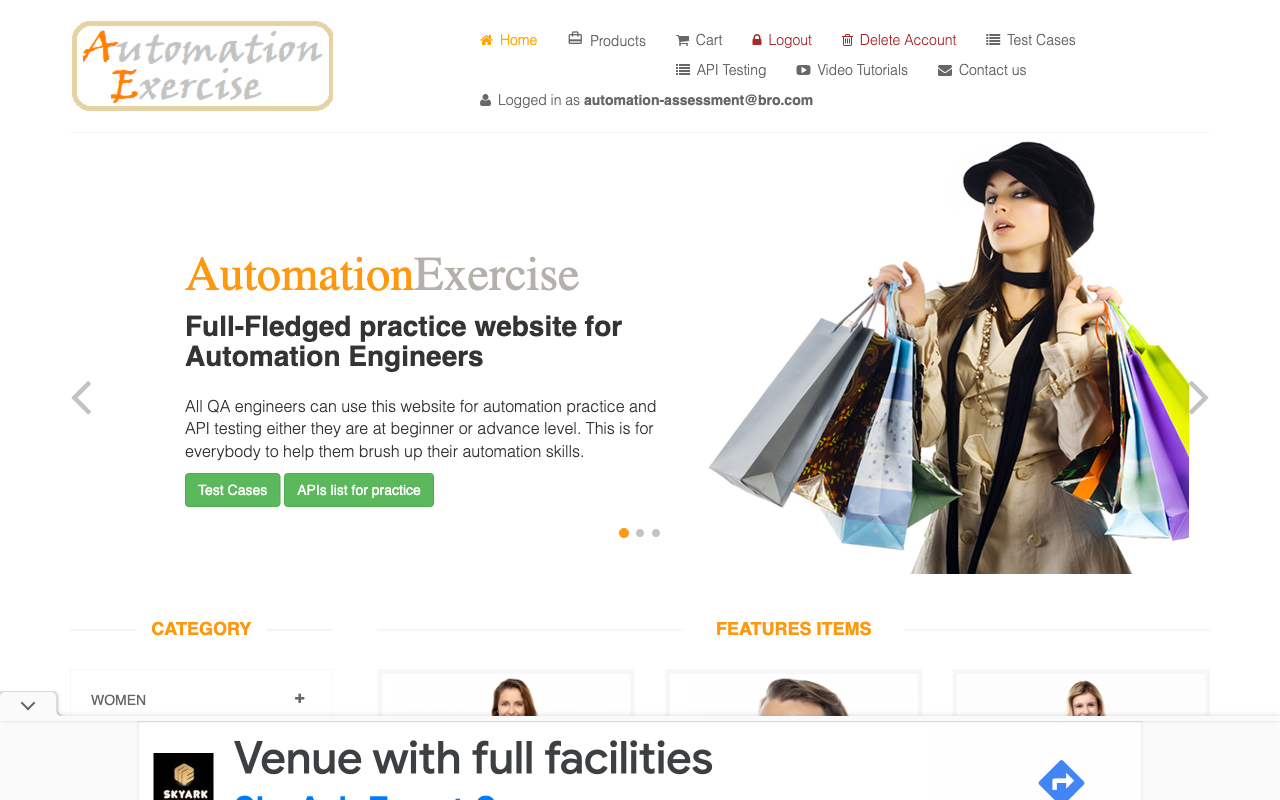 Automation
Exercise
Home Products Cart Logout Delete Account Test Cases
API Testing Video Tutorials Contact us
Logged in as automation-assessment@bro.com
AutomationExercise
Full-Fledged practice website for
Automation Engineers
All QA engineers can use this website for automation practice and
API testing either they are at beginner or advance level. This is for
everybody to help them brush up their automation skills.
Test Cases APIs list for practice
CATEGORY
FEATURES ITEMS
WOMEN
Venue with full facilities
SKYARK